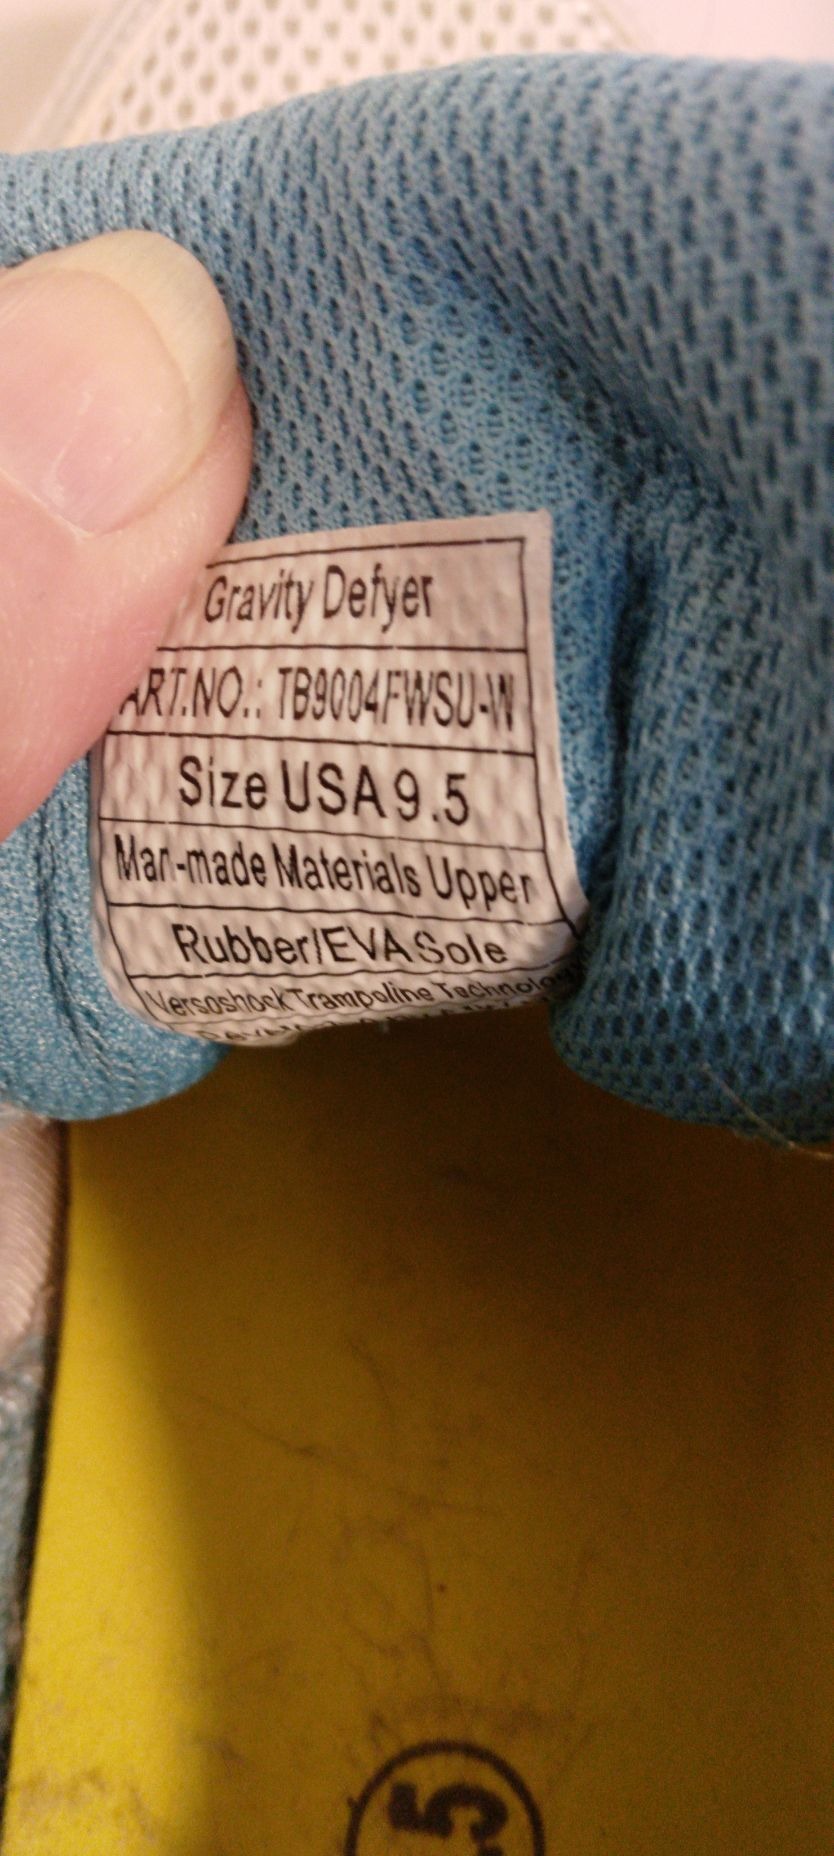 Gravity Defyer
ART.NO.: TB9004FWSU-W
Size USA 9.5
Man-made Materials Upper
Rubber/EVA Sole
Versoshock Trampoline Technology
.5